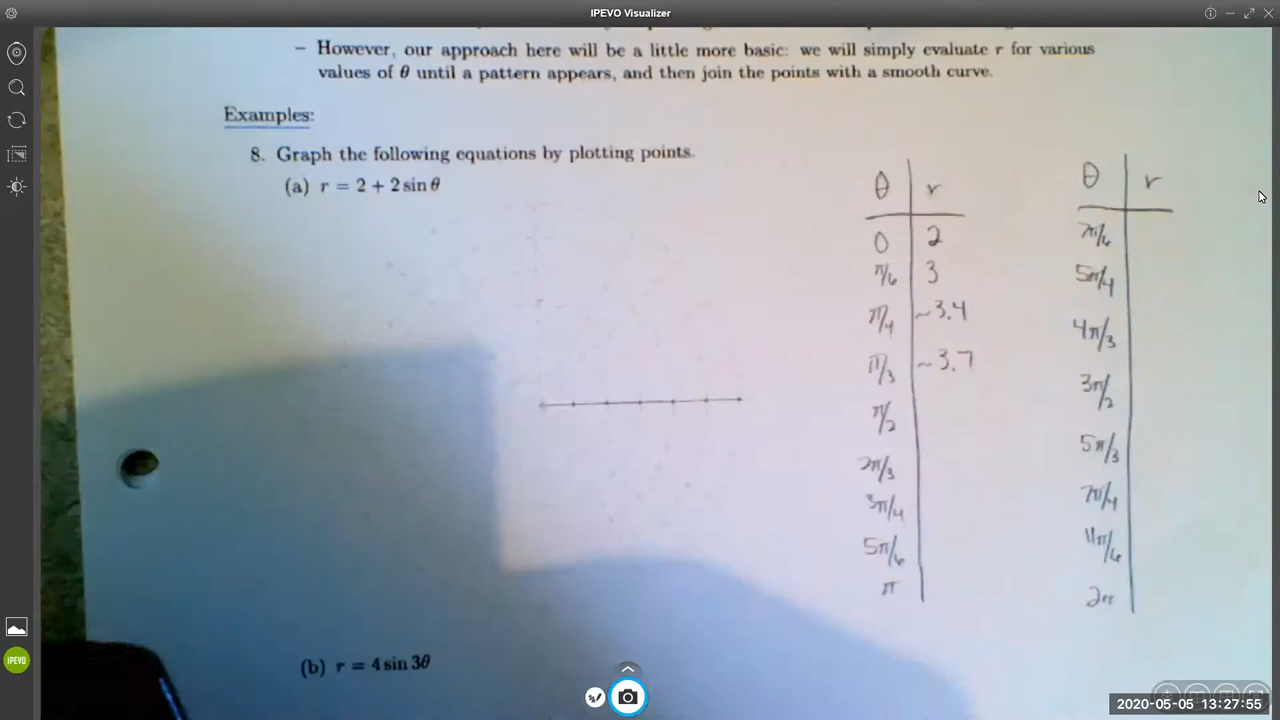 IPEVO Visualizer
– However, our approach here will be a little more basic: we will simply evaluate r for various
values of θ until a pattern appears, and then join the points with a smooth curve.
Examples:
8. Graph the following equations by plotting points.
(a) r = 2 + 2 sin θ
θ r
0 2
π/6 3
π/4 ~3.4
π/3 ~3.7
π/2
2π/3
3π/4
5π/6
π
θ r
7π/6
5π/4
4π/3
3π/2
5π/3
7π/4
11π/6
2π
(b) r = 4 sin 3θ
IPEVO
2020-05-05 13:27:55